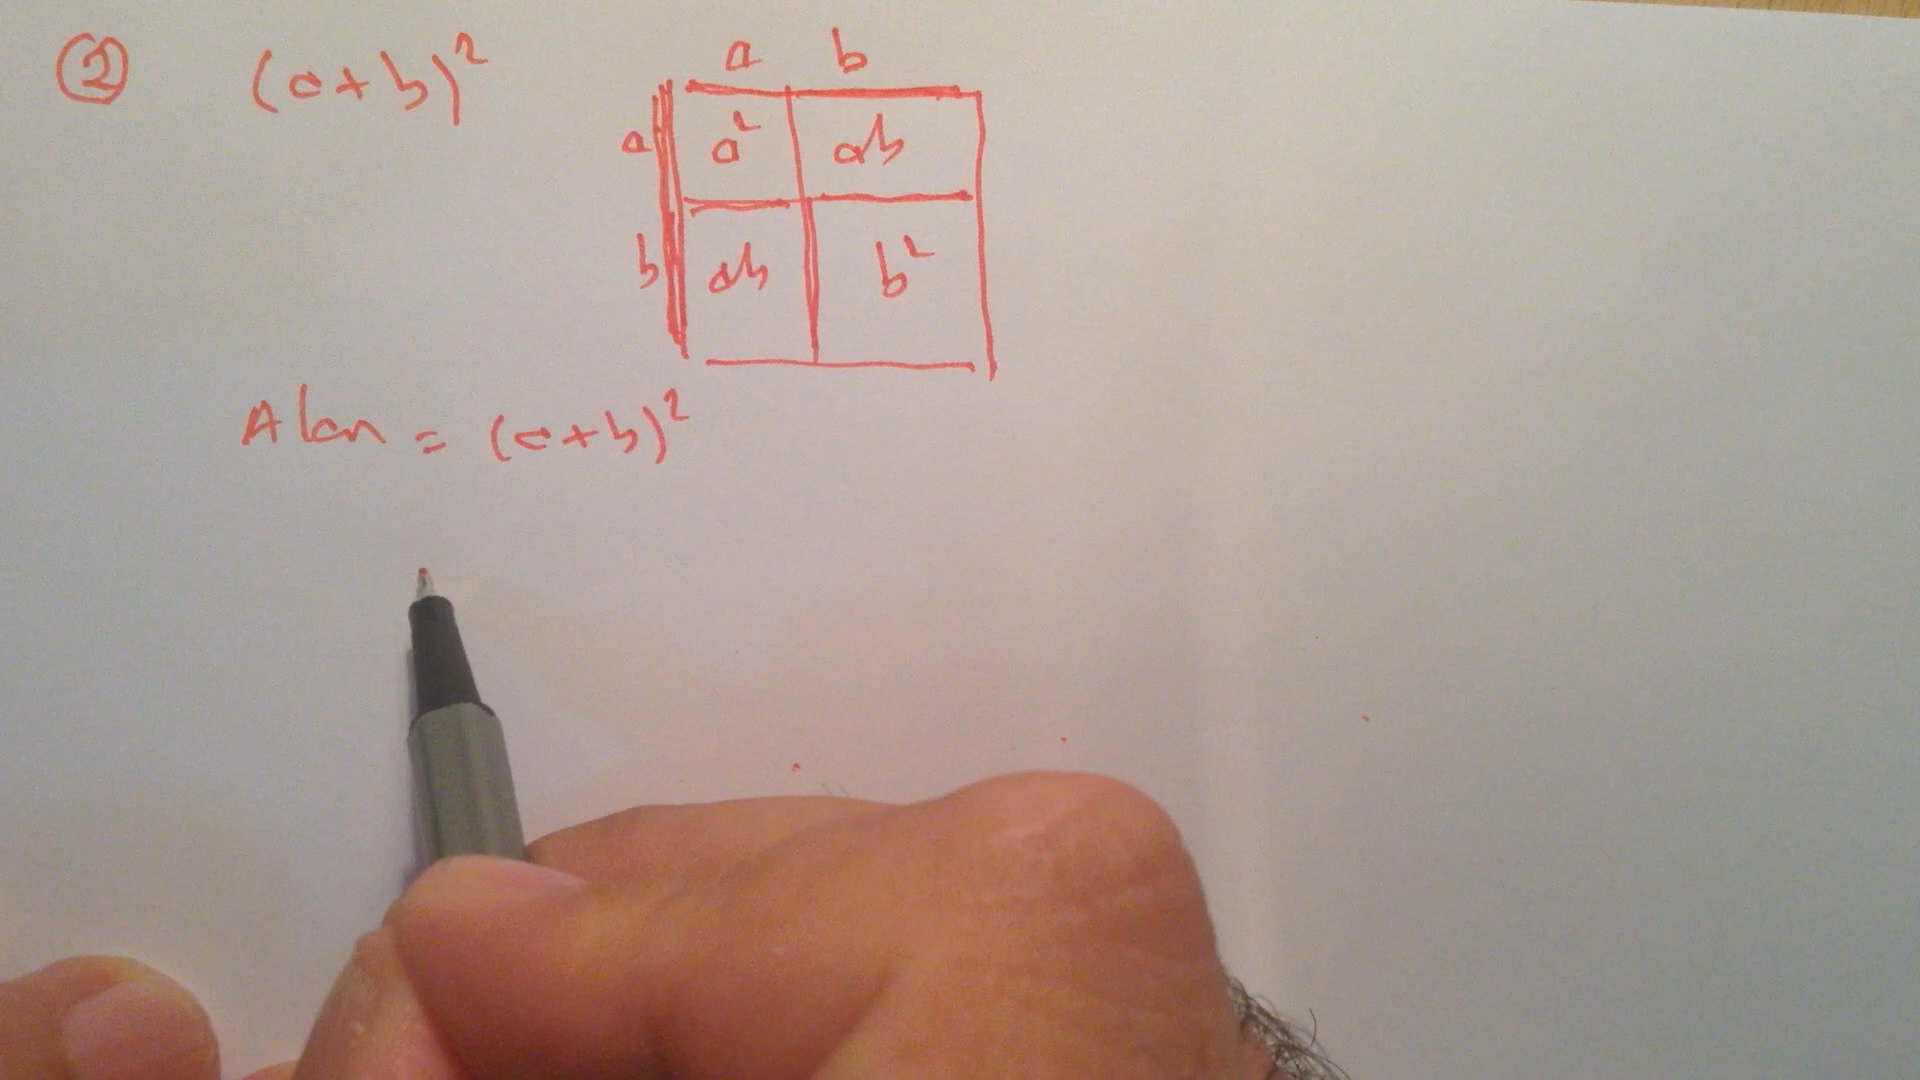 ② (a+b)²
a b
a a² ab
b ab b²
Alan = (a+b)²